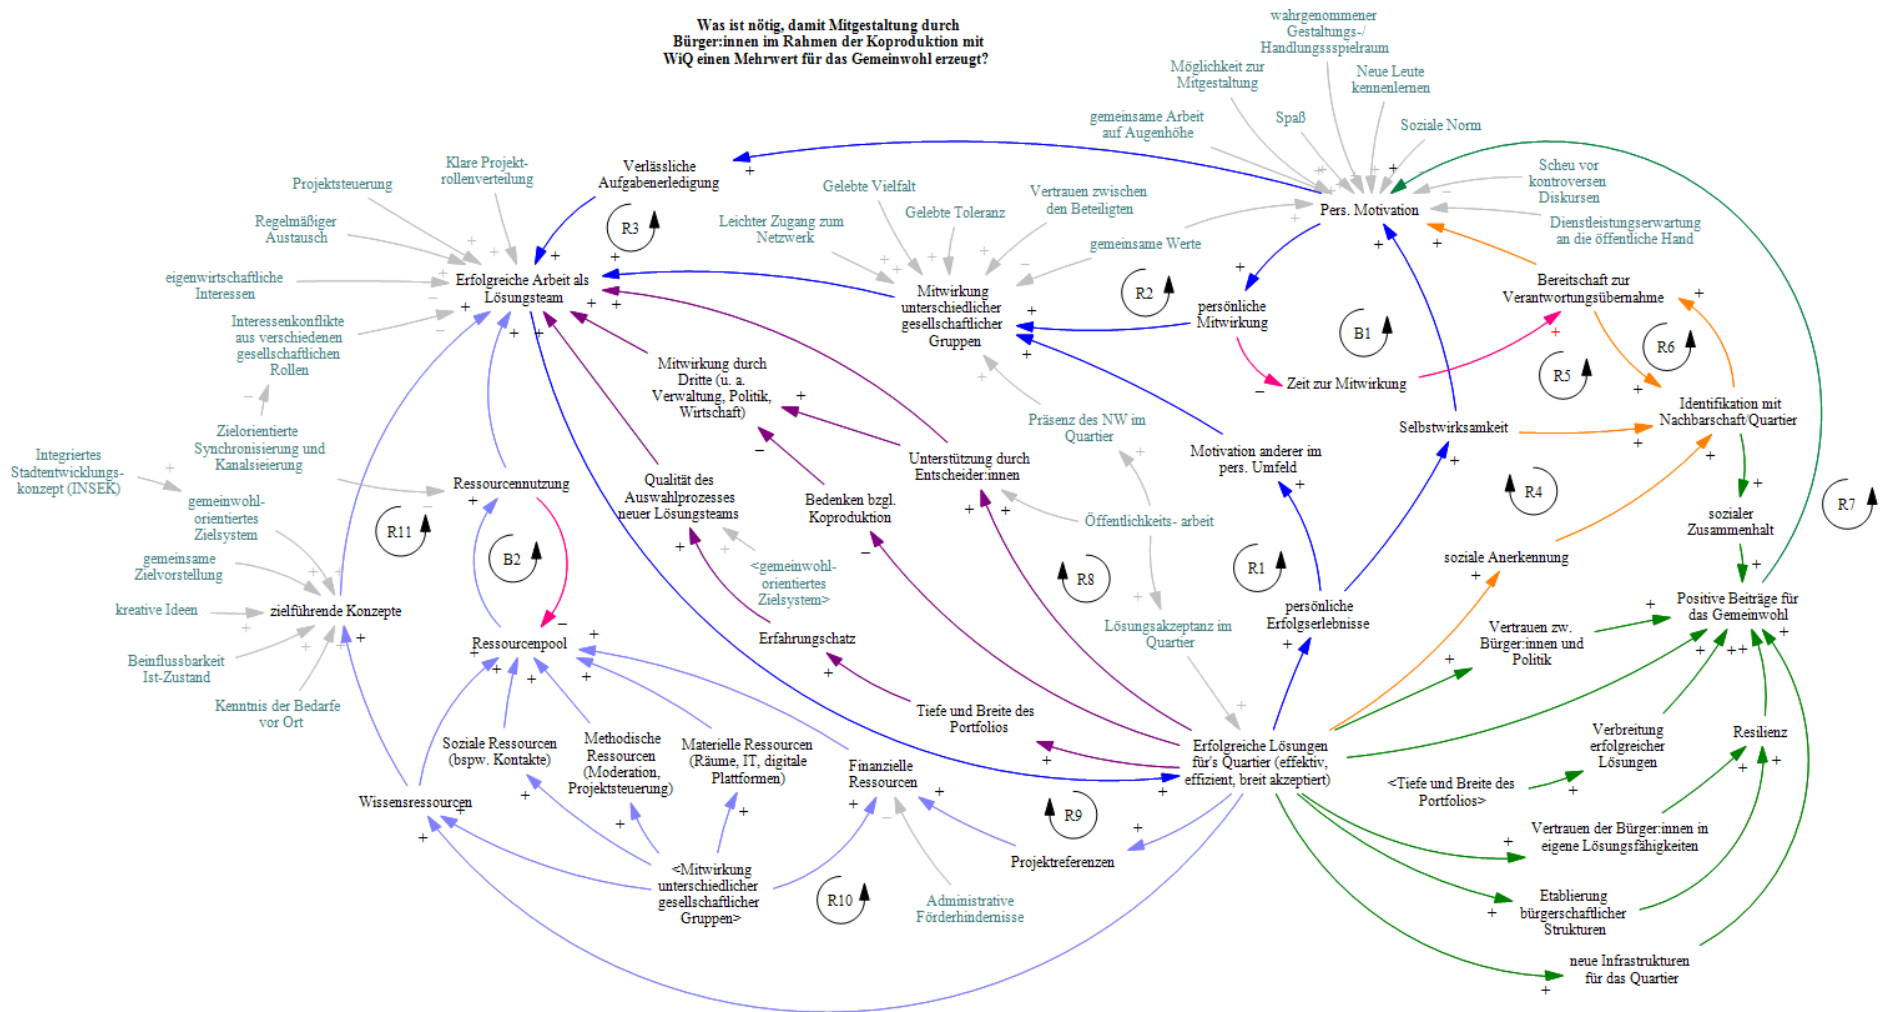 Was ist nötig, damit Mitgestaltung durch
Bürger:innen im Rahmen der Koproduktion mit
WiQ einen Mehrwert für das Gemeinwohl erzeugt?
wahrgenommener
Gestaltungs-/
Handlungssspielraum
Möglichkeit zur
Mitgestaltung
Neue Leute
kennenlernen
gemeinsame Arbeit
auf Augenhöhe
Spaß
Soziale Norm
Scheu vor
kontroversen
Diskursen
Dienstleistungserwartung
an die öffentliche Hand
Pers. Motivation
Klare Projekt-
rollenverteilung
Projektsteuerung
Regelmäßiger
Austausch
eigenwirtschaftliche
Interessen
Interessenkonflikte
aus verschiedenen
gesellschaftlichen
Rollen
Verlässliche
Aufgabenerledigung
R3
Erfolgreiche Arbeit als
Lösungsteam
Gelebte Vielfalt
Leichter Zugang zum
Netzwerk
Gelebte Toleranz
Vertrauen zwischen
den Beteiligten
gemeinsame Werte
Mitwirkung
unterschiedlicher
gesellschaftlicher
Gruppen
R2
persönliche
Mitwirkung
B1
Bereitschaft zur
Verantwortungsübernahme
R6
R5
Zeit zur Mitwirkung
Identifikation mit
Nachbarschaft/Quartier
Selbstwirksamkeit
Mitwirkung durch
Dritte (u. a.
Verwaltung, Politik,
Wirtschaft)
Präsenz des NW im
Quartier
Motivation anderer im
pers. Umfeld
Zielorientierte
Synchronisierung und
Kanalsieierung
Integriertes
Stadtentwicklungs-
konzept (INSEK)
gemeinwohl-
orientiertes
Zielsystem
Ressourcennutzung
Qualität des
Auswahlprozesses
neuer Lösungsteams
Bedenken bzgl.
Koproduktion
Unterstützung durch
Entscheider:innen
Öffentlichkeits- arbeit
R4
R7
sozialer
Zusammenhalt
R11
B2
R8
R1
gemeinsame
Zielvorstellung
<gemeinwohl-
orientiertes
Zielsystem>
soziale Anerkennung
kreative Ideen
zielführende Konzepte
Positive Beiträge für
das Gemeinwohl
persönliche
Erfolgserlebnisse
Lösungsakzeptanz im
Quartier
Vertrauen zw.
Bürger:innen und
Politik
Erfahrungschatz
Ressourcenpool
Beinflussbarkeit
Ist-Zustand
Kenntnis der Bedarfe
vor Ort
Tiefe und Breite des
Portfolios
Soziale Ressourcen
(bspw. Kontakte)
Methodische
Ressourcen
(Moderation,
Projektsteuerung)
Materielle Ressourcen
(Räume, IT, digitale
Plattformen)
Finanzielle
Ressourcen
Erfolgreiche Lösungen
für's Quartier (effektiv,
effizient, breit akzeptiert)
Verbreitung
erfolgreicher
Lösungen
Resilienz
<Tiefe und Breite des
Portfolios>
Wissensressourcen
R9
Projektreferenzen
Vertrauen der Bürger:innen in
eigene Lösungsfähigkeiten
<Mitwirkung
unterschiedlicher
gesellschaftlicher
Gruppen>
R10
Administrative
Förderhindernisse
Etablierung
bürgerschaftlicher
Strukturen
neue Infrastrukturen
für das Quartier